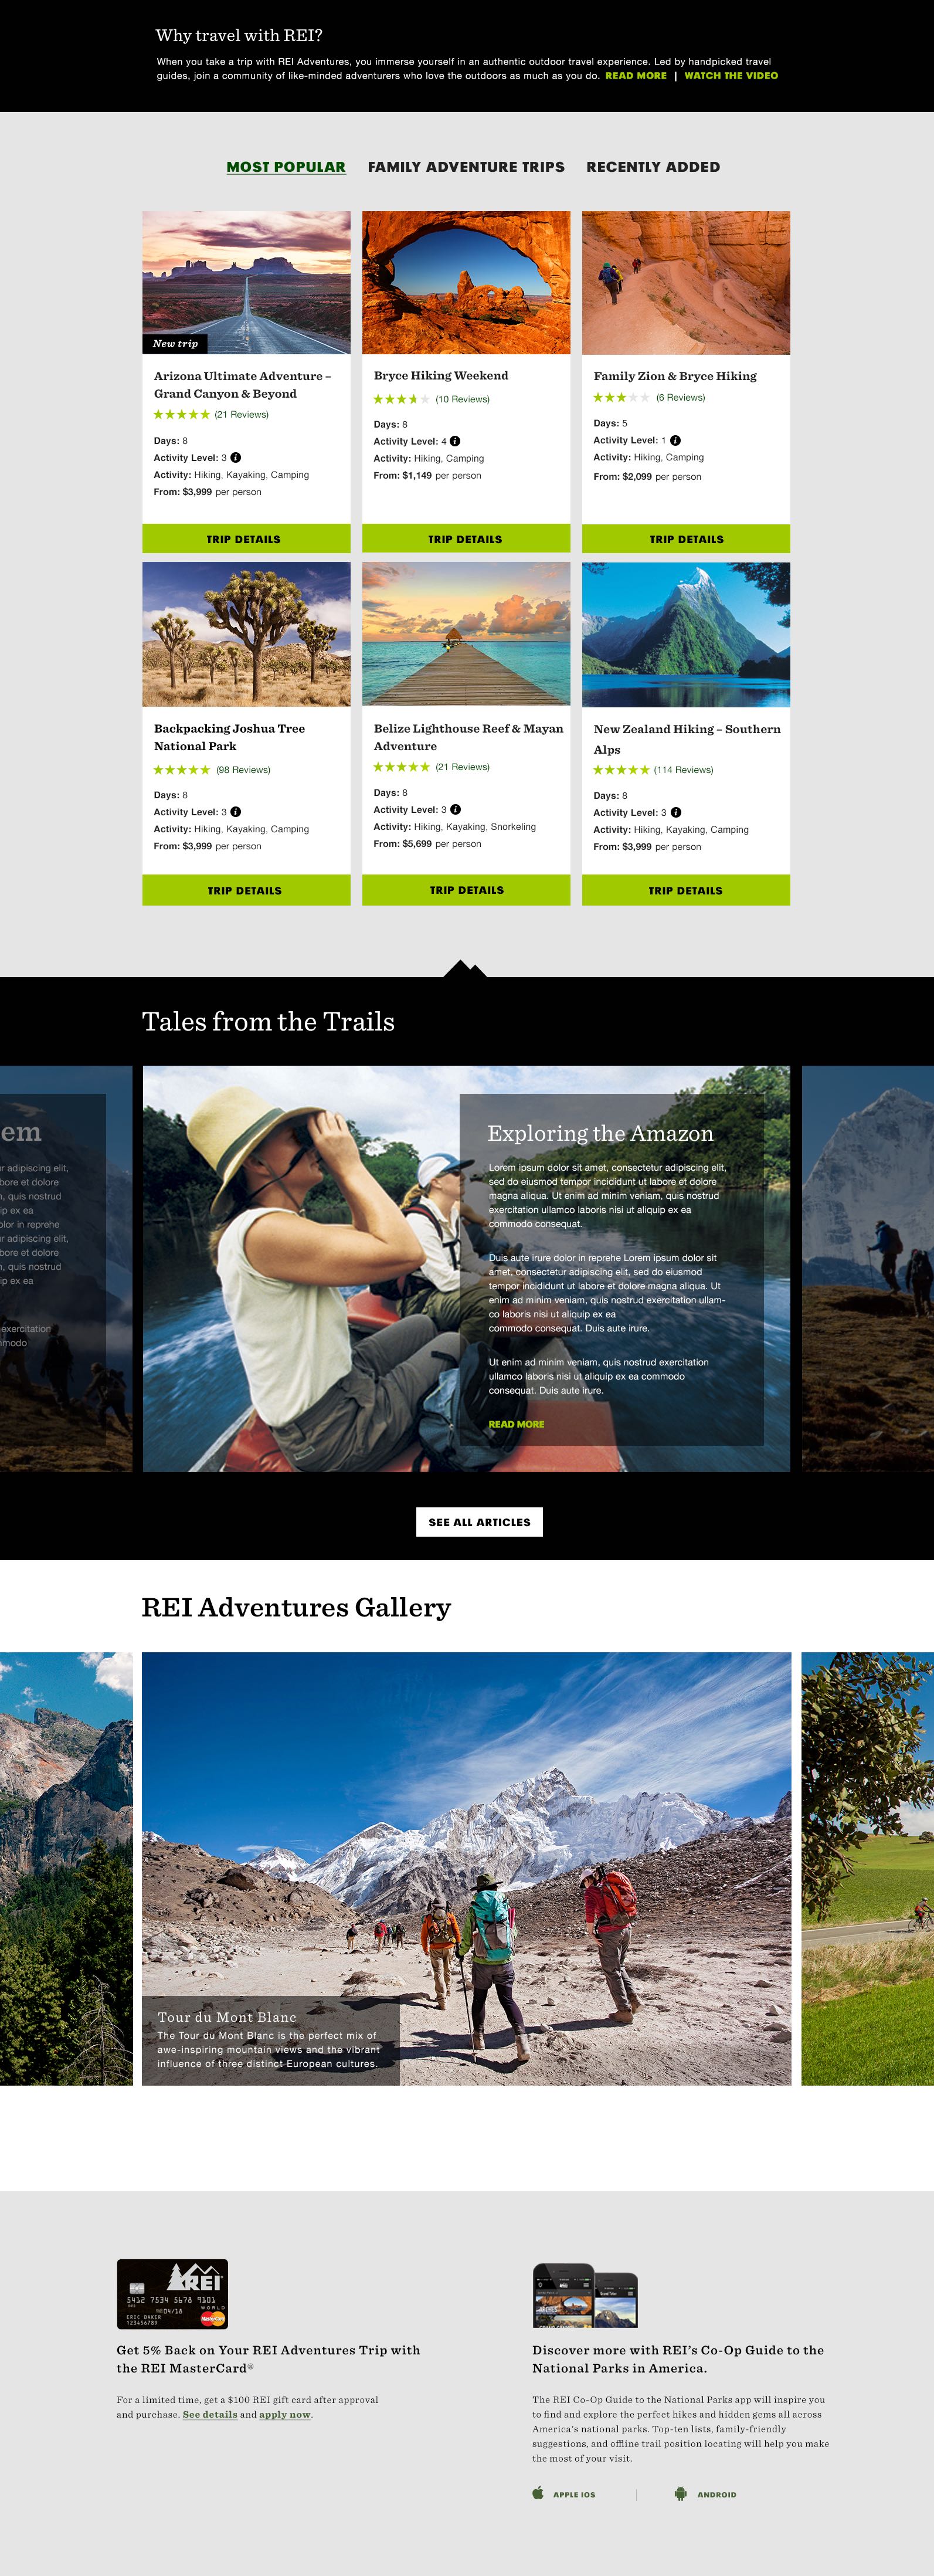 Why travel with REI?
When you take a trip with REI Adventures, you immerse yourself in an authentic outdoor travel experience. Led by handpicked travel
guides, join a community of like-minded adventurers who love the outdoors as much as you do. READ MORE | WATCH THE VIDEO
MOST POPULAR FAMILY ADVENTURE TRIPS RECENTLY ADDED
New trip
Arizona Ultimate Adventure –
Grand Canyon & Beyond
(21 Reviews)
Days: 8
Activity Level: 3
Activity: Hiking, Kayaking, Camping
From: $3,999 per person
TRIP DETAILS
Bryce Hiking Weekend
(10 Reviews)
Days: 8
Activity Level: 4
Activity: Hiking, Camping
From: $1,149 per person
TRIP DETAILS
Family Zion & Bryce Hiking
(6 Reviews)
Days: 5
Activity Level: 1
Activity: Hiking, Camping
From: $2,099 per person
TRIP DETAILS
Backpacking Joshua Tree
National Park
(98 Reviews)
Days: 8
Activity Level: 3
Activity: Hiking, Kayaking, Camping
From: $3,999 per person
TRIP DETAILS
Belize Lighthouse Reef & Mayan
Adventure
(21 Reviews)
Days: 8
Activity Level: 3
Activity: Hiking, Kayaking, Snorkeling
From: $5,699 per person
TRIP DETAILS
New Zealand Hiking – Southern
Alps
(114 Reviews)
Days: 8
Activity Level: 3
Activity: Hiking, Kayaking, Camping
From: $3,999 per person
TRIP DETAILS
Tales from the Trails
em
r adipiscing elit,
bore et dolore
n, quis nostrud
ip ex ea
olor in reprehe
r adipiscing elit,
bore et dolore
n, quis nostrud
ip ex ea
exercitation
mmodo
Exploring the Amazon
Lorem ipsum dolor sit amet, consectetur adipiscing elit,
sed do eiusmod tempor incididunt ut labore et dolore
magna aliqua. Ut enim ad minim veniam, quis nostrud
exercitation ullamco laboris nisi ut aliquip ex ea
commodo consequat.
Duis aute irure dolor in reprehe Lorem ipsum dolor sit
amet, consectetur adipiscing elit, sed do eiusmod
tempor incididunt ut labore et dolore magna aliqua. Ut
enim ad minim veniam, quis nostrud exercitation ullam-
co laboris nisi ut aliquip ex ea
commodo consequat. Duis aute irure.
Ut enim ad minim veniam, quis nostrud exercitation
ullamco laboris nisi ut aliquip ex ea commodo
consequat. Duis aute irure.
READ MORE
SEE ALL ARTICLES
REI Adventures Gallery
Tour du Mont Blanc
The Tour du Mont Blanc is the perfect mix of
awe-inspiring mountain views and the vibrant
influence of three distinct European cultures.
REI
5412 7534 5678 9101
WORLD
04/18
ERIC BAKER
123456789
MasterCard
Get 5% Back on Your REI Adventures Trip with
the REI MasterCard®
For a limited time, get a $100 REI gift card after approval
and purchase. See details and apply now.
Discover more with REI’s Co-Op Guide to the
National Parks in America.
The REI Co-Op Guide to the National Parks app will inspire you
to find and explore the perfect hikes and hidden gems all across
America's national parks. Top-ten lists, family-friendly
suggestions, and offline trail position locating will help you make
the most of your visit.
APPLE IOS
ANDROID